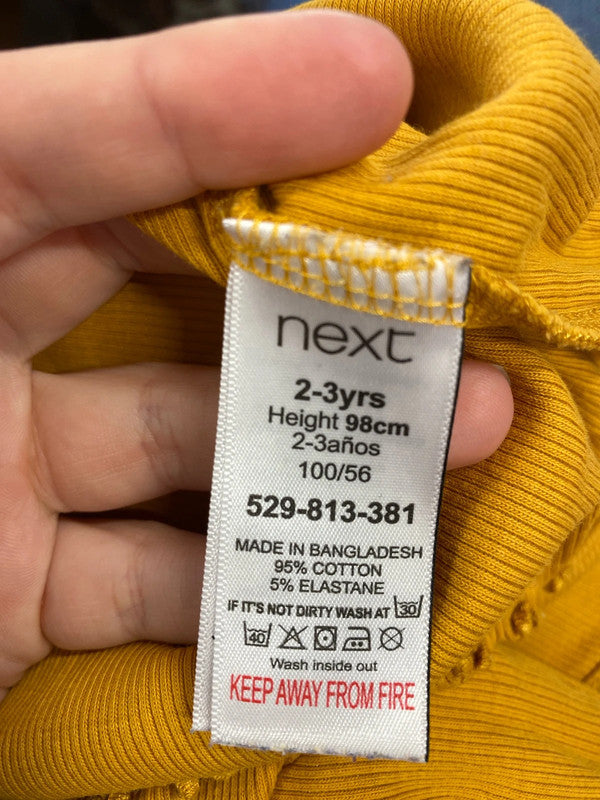 next
2-3yrs
Height 98cm
2-3años
100/56
529-813-381
MADE IN BANGLADESH
95% COTTON
5% ELASTANE
IF IT'S NOT DIRTY WASH AT 30
40
Wash inside out
KEEP AWAY FROM FIRE